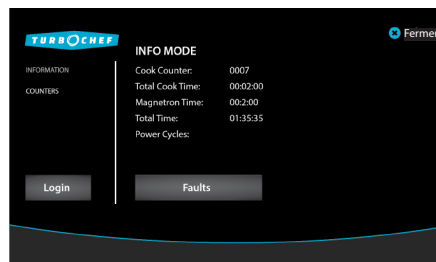 TURBOCHEF
Fermer
INFO MODE
INFORMATION
COUNTERS
Cook Counter: 0007
Total Cook Time: 00:02:00
Magnetron Time: 00:2:00
Total Time: 01:35:35
Power Cycles:
Login
Faults